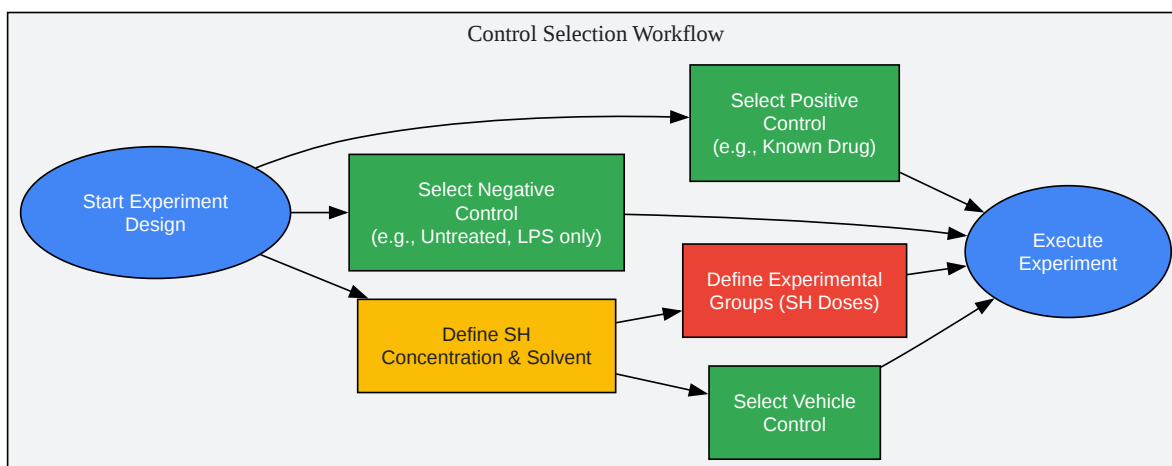 Control Selection Workflow
Start Experiment
Design
Select Positive
Control
(e.g., Known Drug)
Select Negative
Control
(e.g., Untreated, LPS only)
Define SH
Concentration & Solvent
Define Experimental
Groups (SH Doses)
Select Vehicle
Control
Execute
Experiment